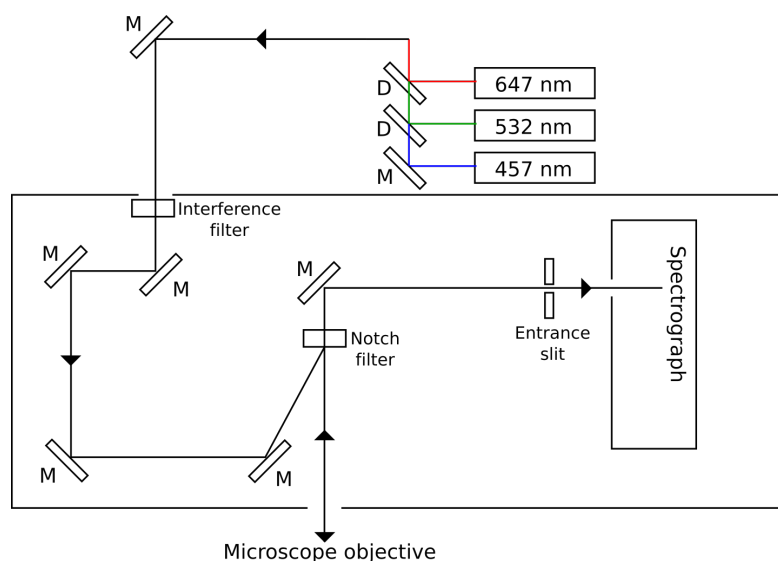 M
647 nm
D
532 nm
D
457 nm
M
Interference
filter
M
M
M
Spectrograph
Notch
filter
Entrance
slit
M
M
Microscope objective